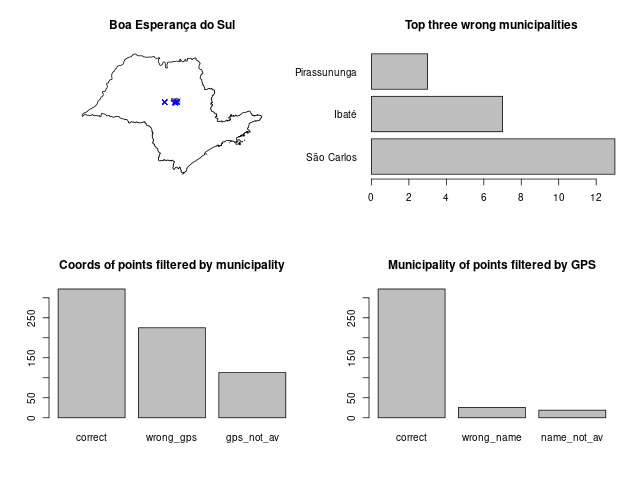 Boa Esperança do Sul
Top three wrong municipalities
Pirassununga
Ibaté
São Carlos
0 2 4 6 8 10 12
Coords of points filtered by municipality
0 50 150 250
correct wrong_gps gps_not_av
Municipality of points filtered by GPS
0 50 150 250
correct wrong_name name_not_av